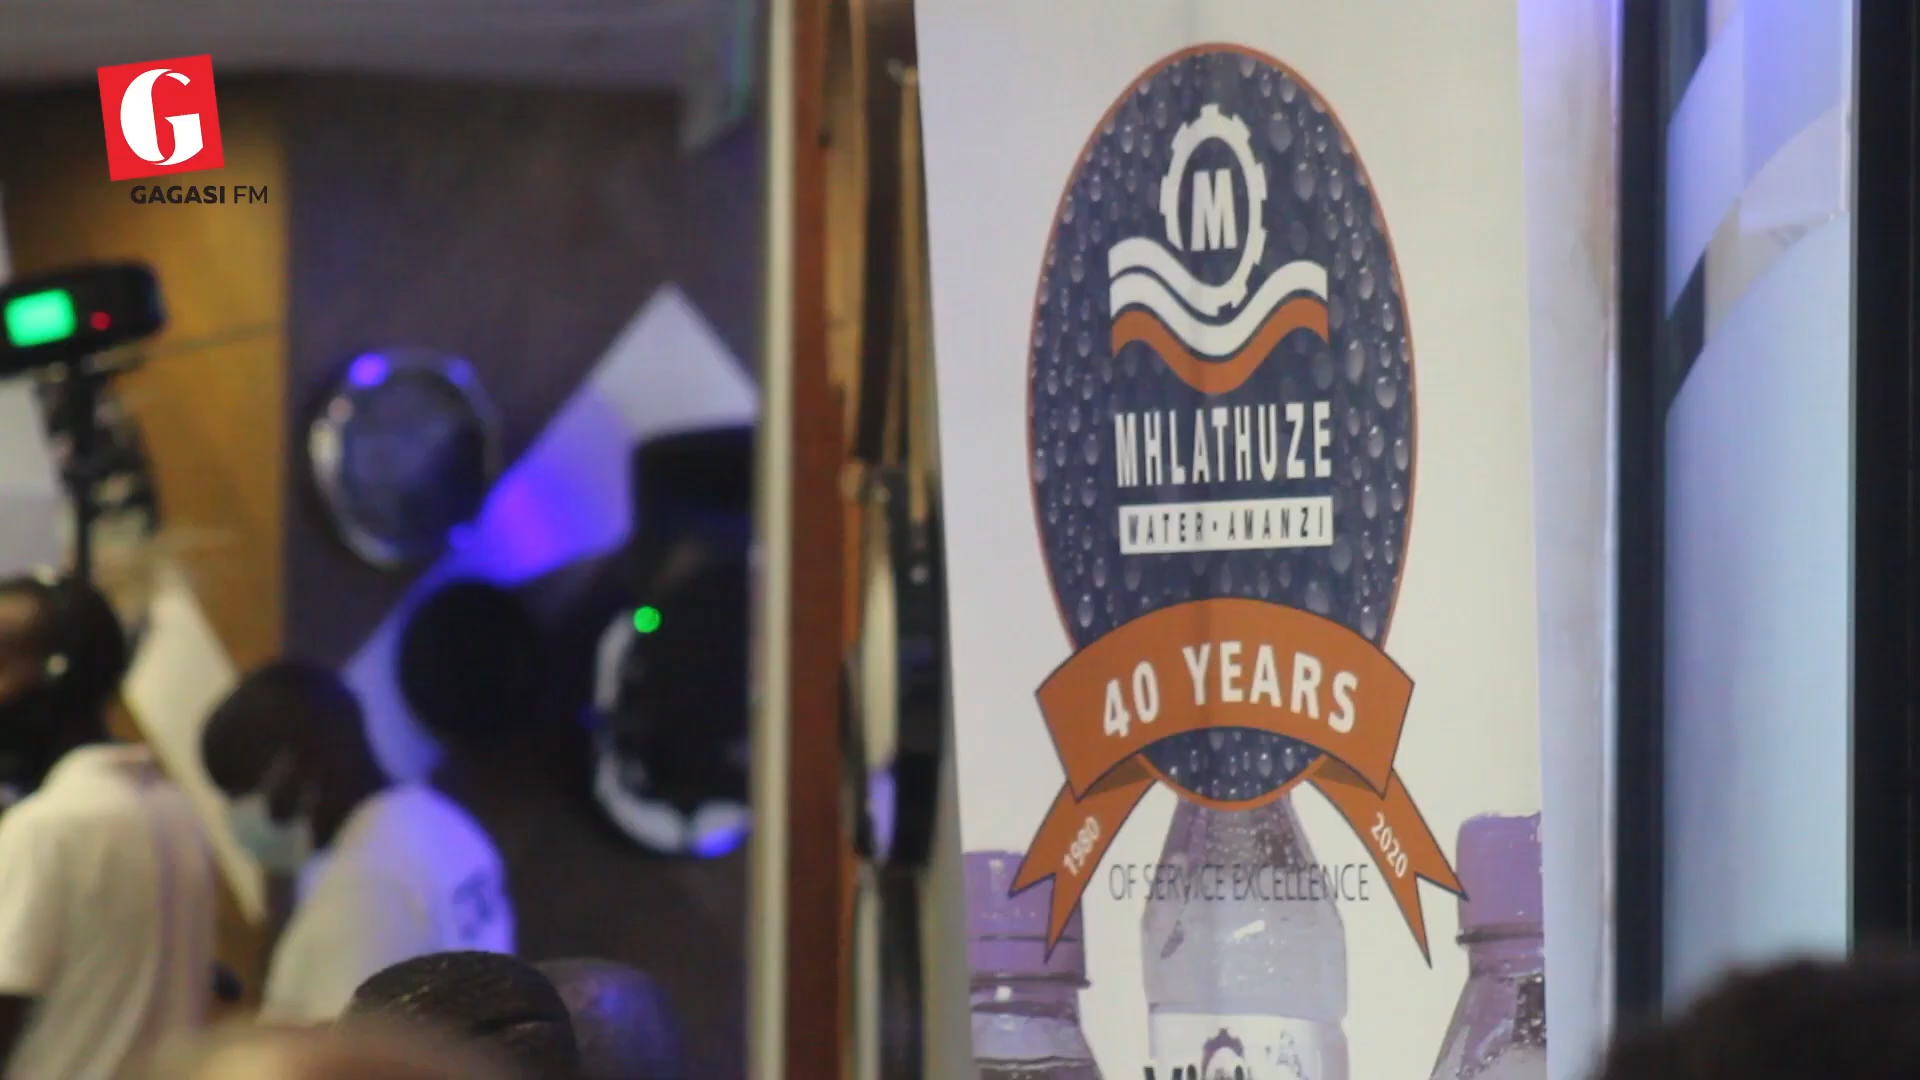 G
GAGASI FM
M
MHLATHUZE
WATER • AMANZI
40 YEARS
1980
2020
OF SERVICE EXCELLENCE